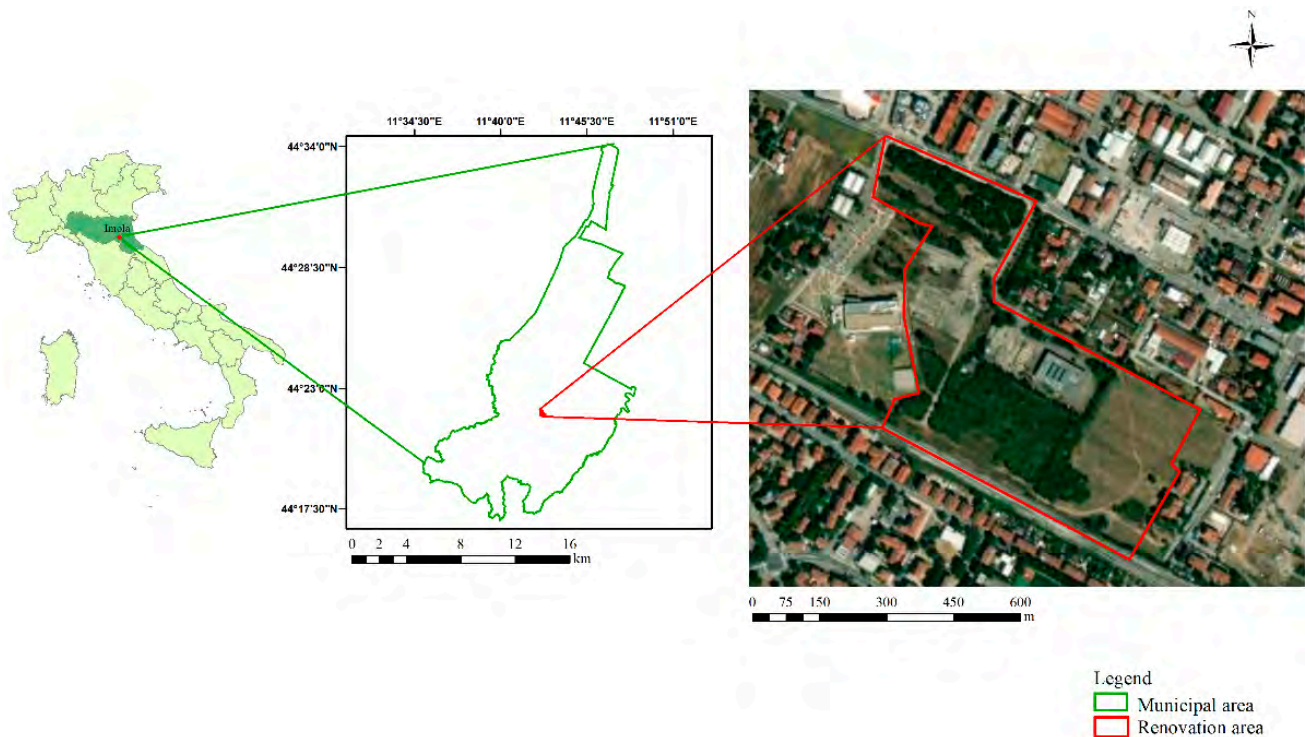 N
11°34'30"E 11°40'0"E 11°45'30"E 11°51'0"E
44°34'0"N
Imola
44°28'30"N
44°23'0"N
44°17'30"N
0 2 4 8 12 16
km
0 75 150 300 450 600
m
Legend
Municipal area
Renovation area